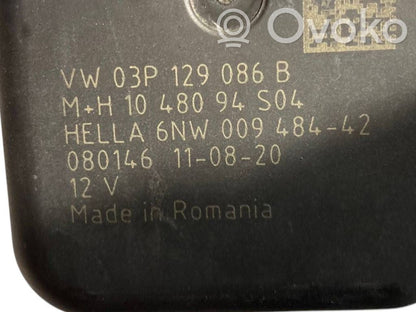 Ovoko
VW 03P 129 086 B
M+H 10 480 94 S04
HELLA 6NW 009 484-42
080146 11-08-20
12 V
Made in Romania